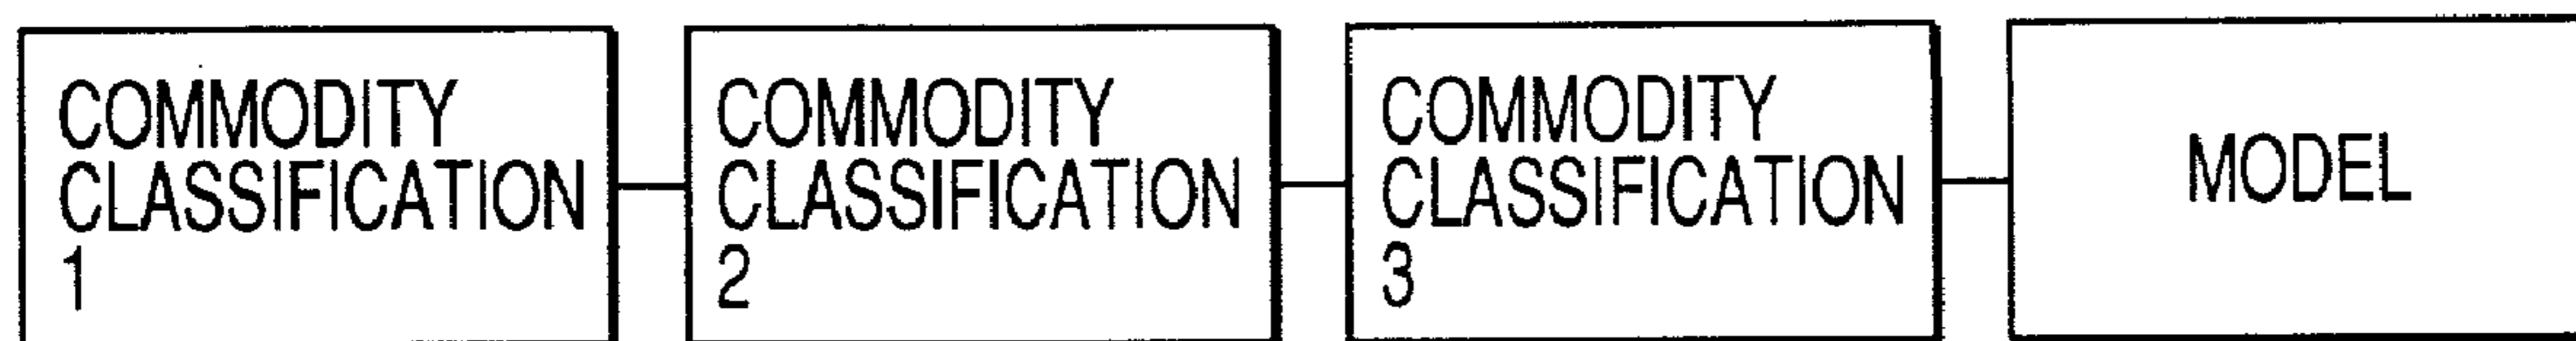 COMMODITY
CLASSIFICATION
1
COMMODITY
CLASSIFICATION
2
COMMODITY
CLASSIFICATION
3
MODEL